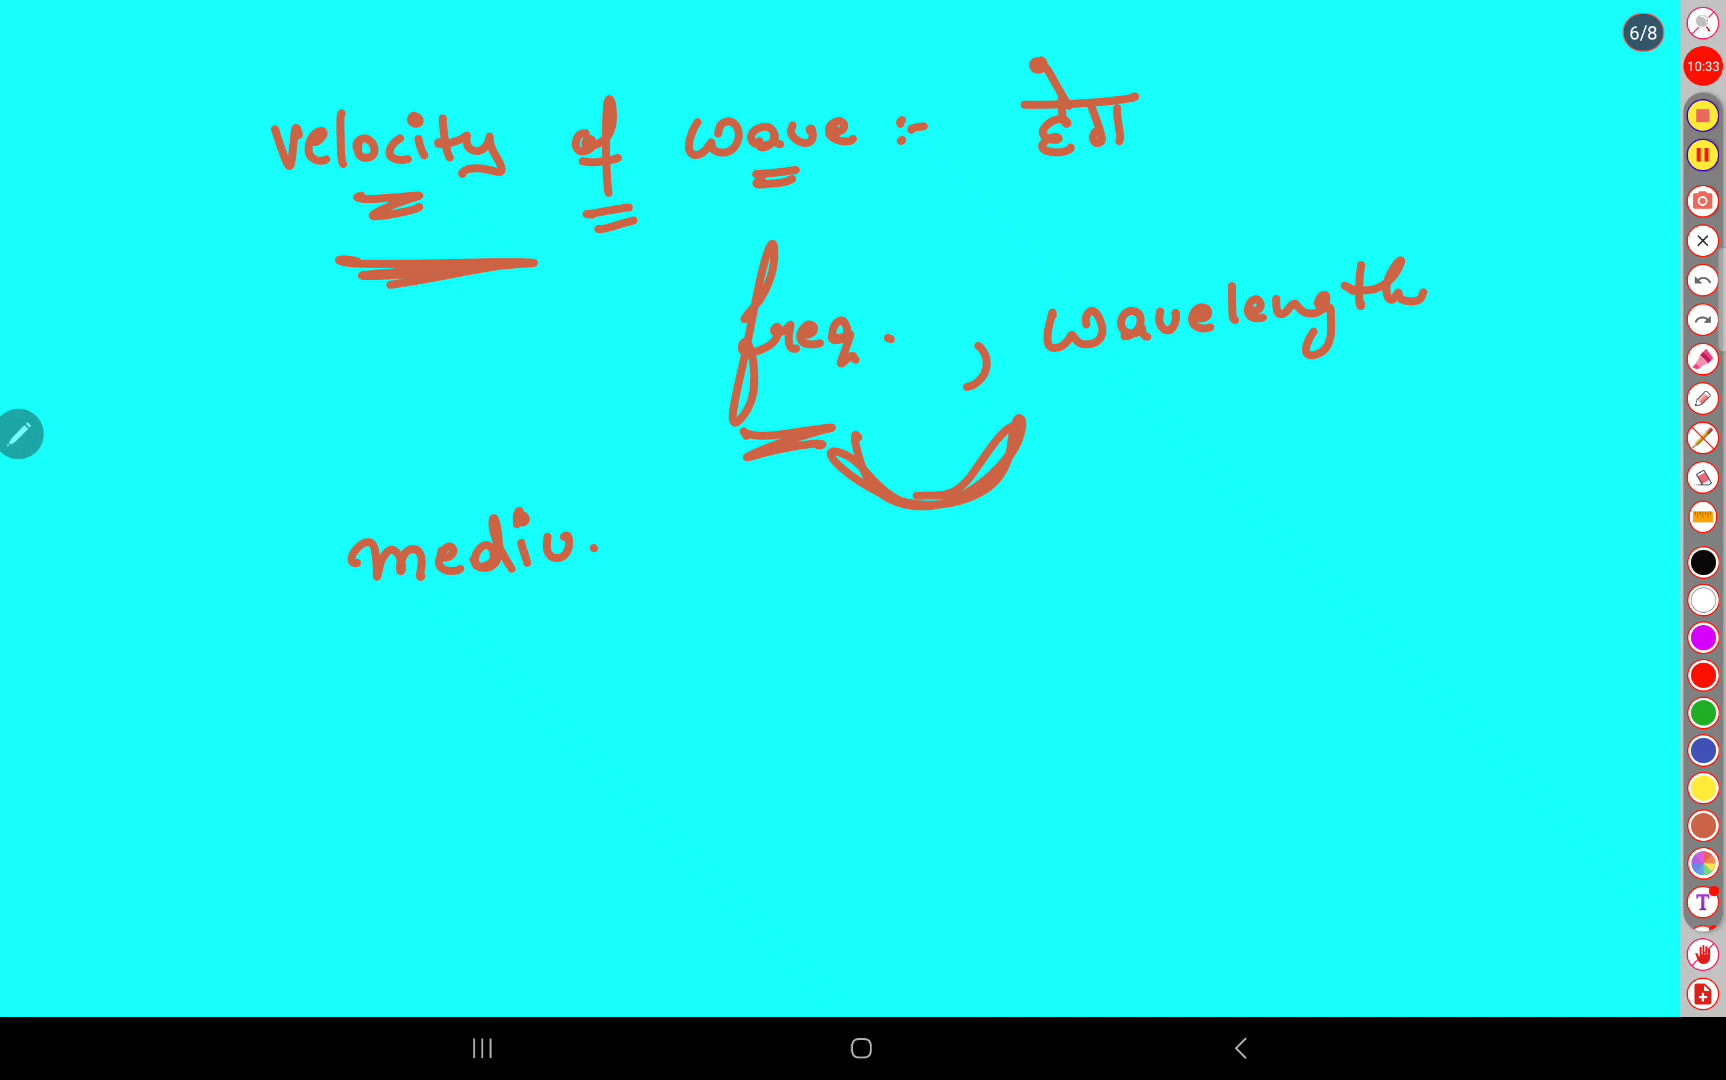 velocity of wave :- वेग
freq. , wavelength
mediu.
6/8
10:33
T